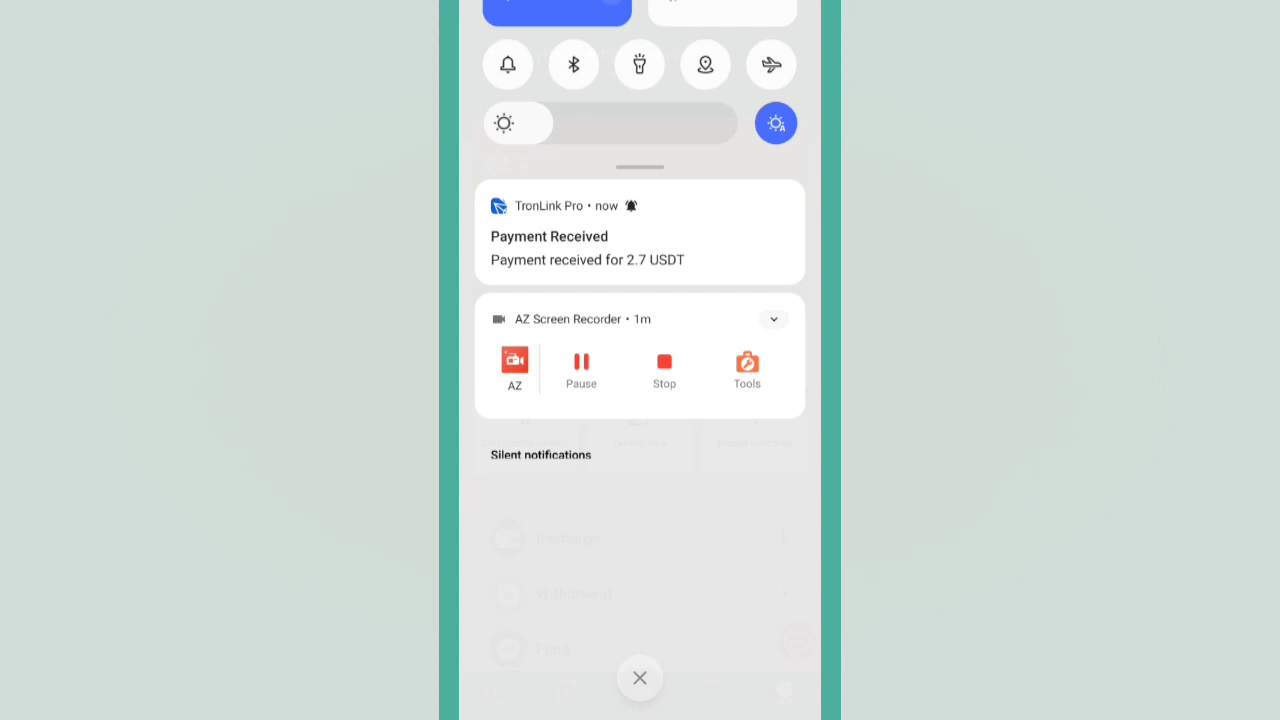 TronLink Pro • now
Payment Received
Payment received for 2.7 USDT
AZ Screen Recorder • 1m
AZ
Pause
Stop
Tools
Silent notifications
Recharge
Withdrawal
Fund